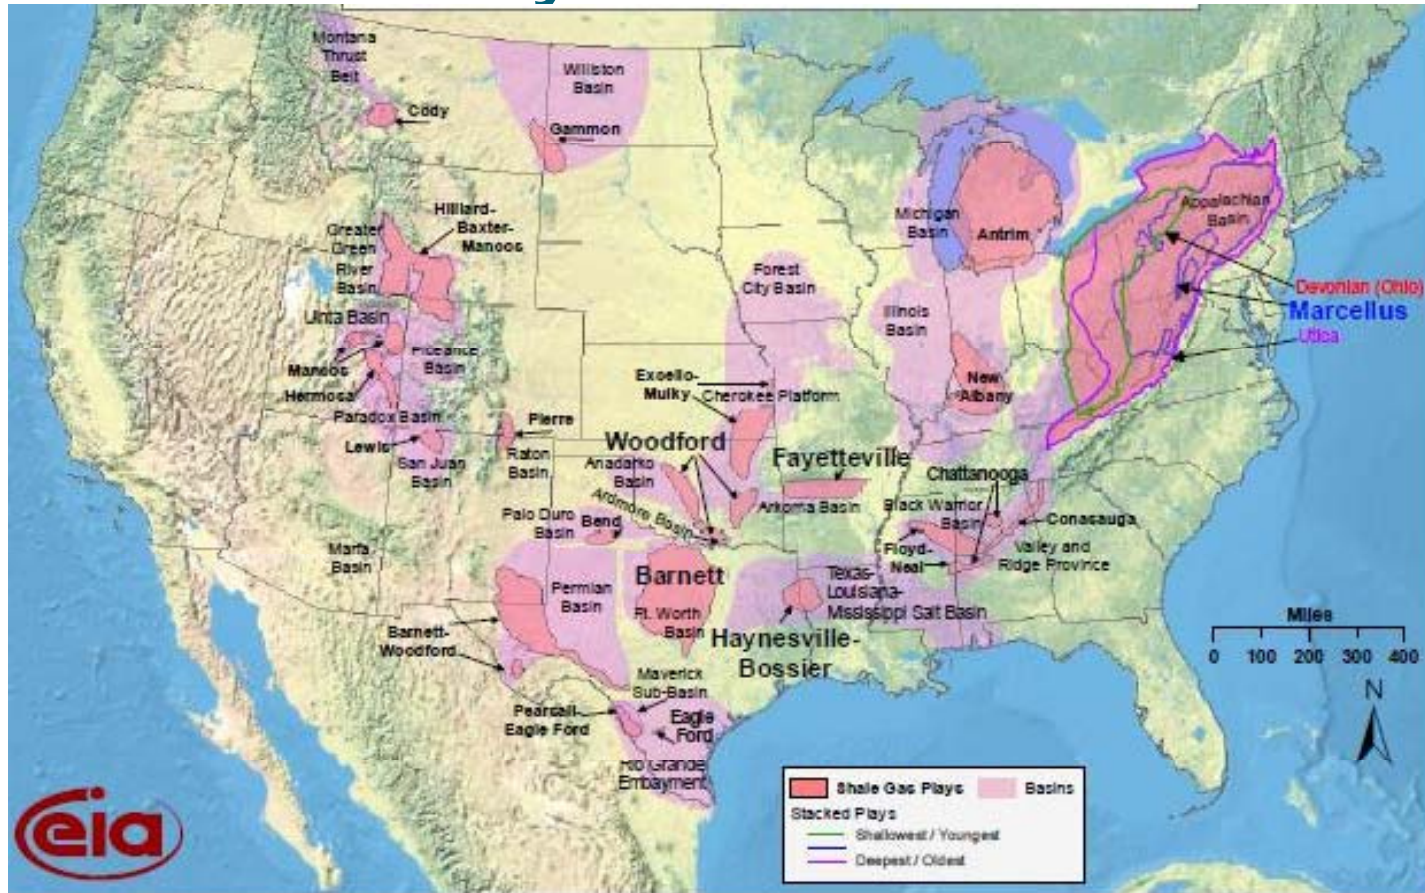 Montana
Thrust
Belt
Cody
Williston
Basin
Gammon
Hilliard-
Baxter-
Mancos
Greater
Green
River
Basin
Uinta Basin
Piceance
Basin
Mancos
Hermosa
Paradox Basin
Lewis
San Juan
Basin
Pierre
Raton
Basin
Michigan
Basin
Antrim
Forest
City Basin
Illinois
Basin
New
Albany
Appalachian
Basin
Devonian (Ohio)
Marcellus
Utica
Excello-
Mulky
Cherokee Platform
Woodford
Anadarko
Basin
Ardmore Basin
Fayetteville
Arkoma Basin
Chattanooga
Black Warrior
Basin
Conasauga
Floyd-
Neal
Valley and
Ridge Province
Palo Duro
Basin
Bend
Marfa
Basin
Permian
Basin
Barnett
Ft. Worth
Basin
Texas-
Louisiana-
Mississippi Salt Basin
Haynesville-
Bossier
Barnett-
Woodford
Maverick
Sub-Basin
Pearsall-
Eagle Ford
Eagle
Ford
Rio Grande
Embayment
Miles
0 100 200 300 400
N
eia
Shale Gas Plays
Basins
Stacked Plays
Shallowest / Youngest
Deepest / Oldest